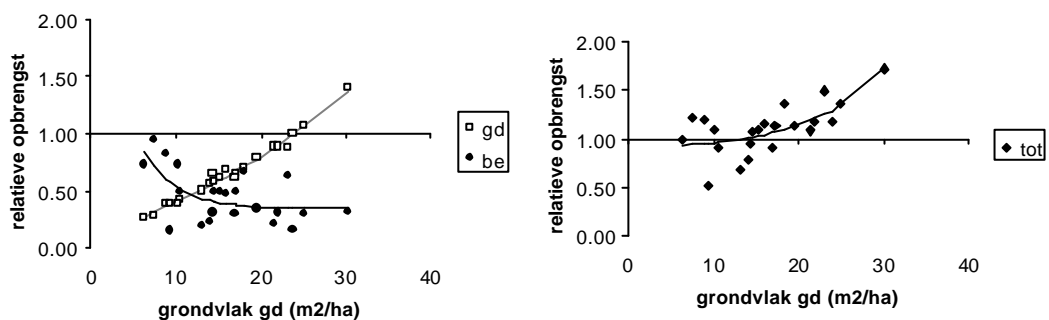 relatieve opbrengst
2.00
1.50
1.00
0.50
0.00
0 10 20 30 40
grondvlak gd (m2/ha)
gd
be
relatieve opbrengst
2.00
1.50
1.00
0.50
0.00
0 10 20 30 40
grondvlak gd (m2/ha)
tot